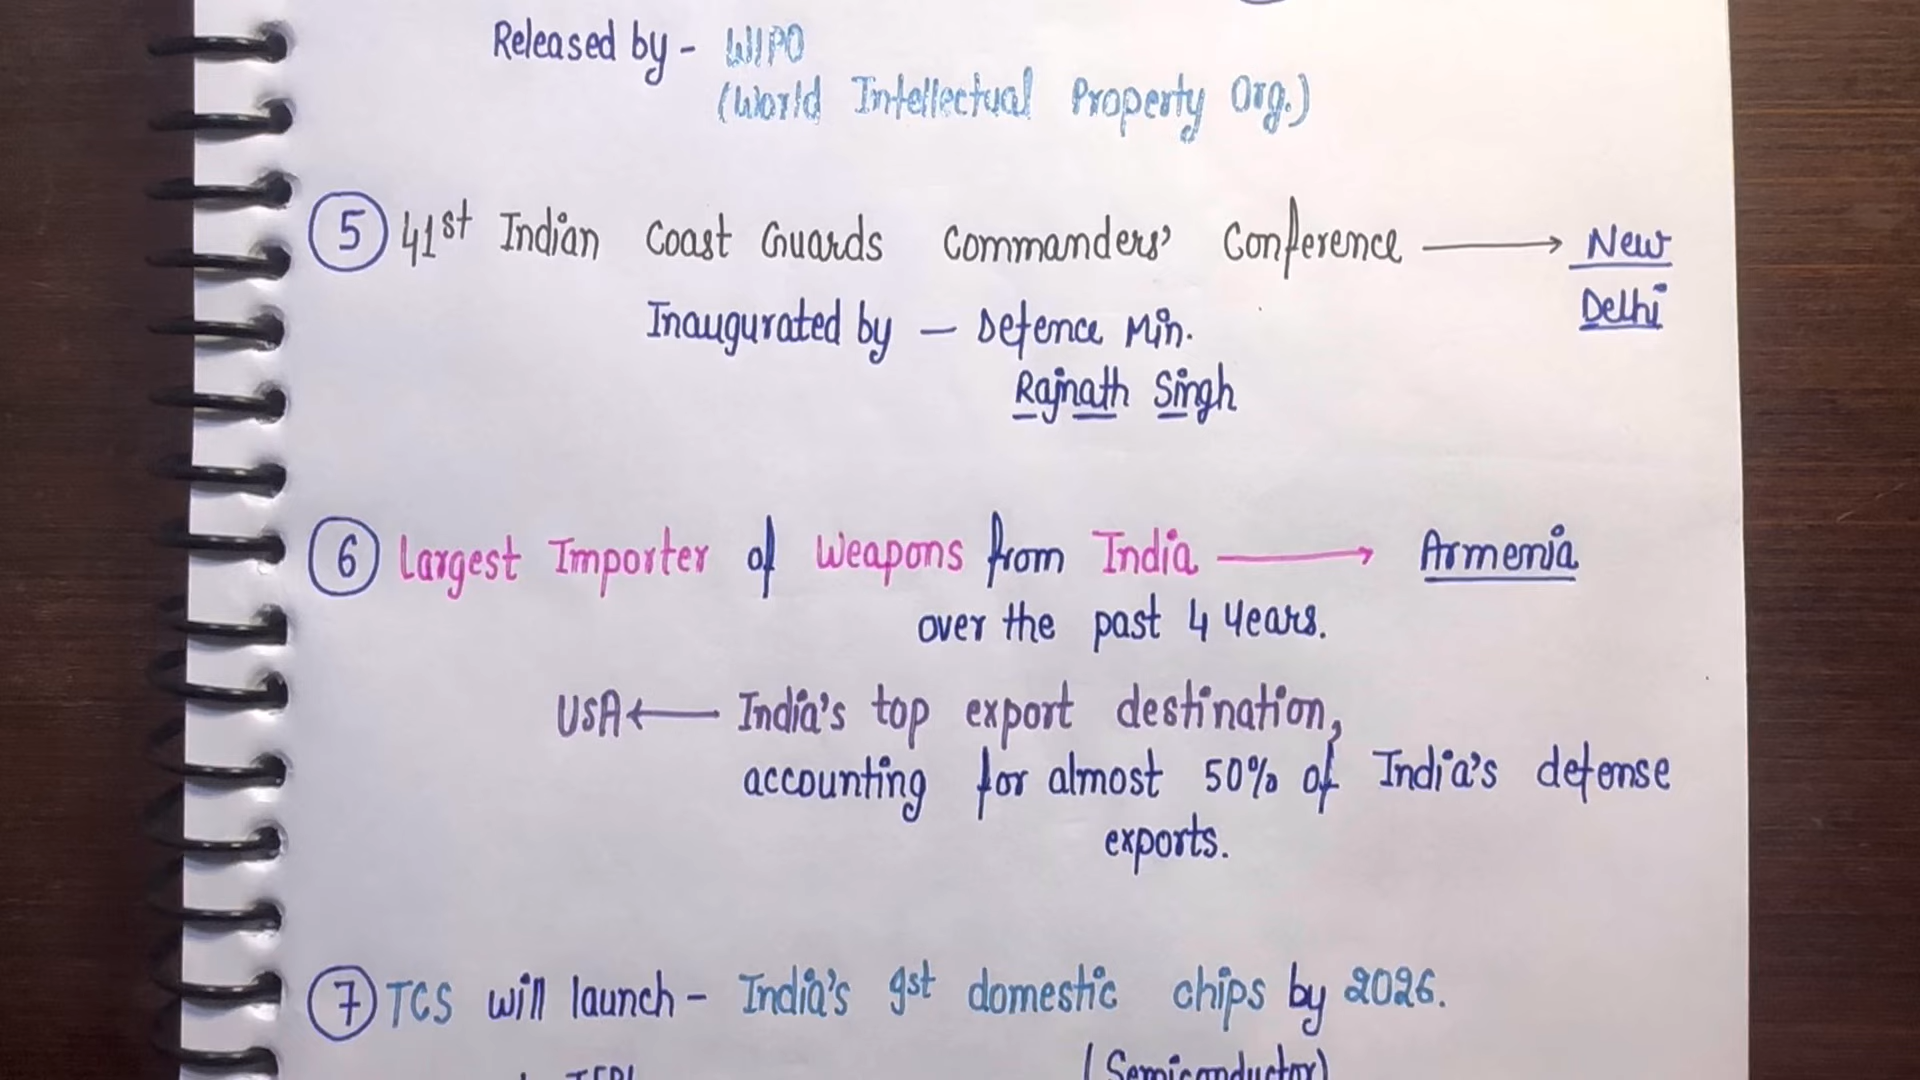 Released by - WIPO
(World Intellectual Property Org.)
5 41st Indian Coast Guards Commanders' Conference → New
Delhi
Inaugurated by — Defence Min.
Rajnath Singh
6 Largest Importer of Weapons from India → Armenia
over the past 4 years.
USA ← India's top export destination,
accounting for almost 50% of India's defense
exports.
7 TCS will launch - India's 1st domestic chips by 2026.
(Semiconductor)